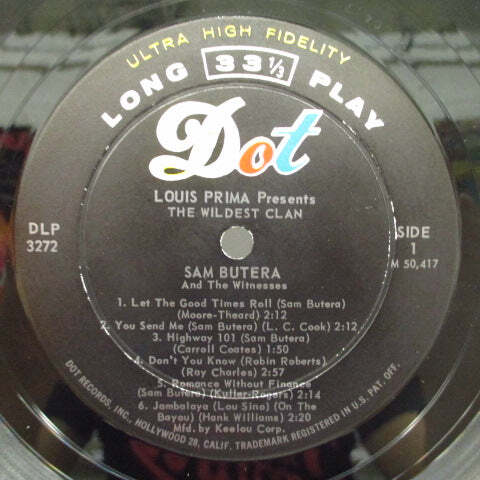 ULTRA HIGH FIDELITY
LONG 33 1/3 PLAY
Dot
LOUIS PRIMA Presents
THE WILDEST CLAN
DLP
3272
SIDE
1
M 50,417
SAM BUTERA
And The Witnesses
1. Let The Good Times Roll (Sam Butera)
(Moore-Theard) 2:12
2. You Send Me (Sam Butera) (L. C. Cook) 2:12
3. Highway 101 (Sam Butera)
(Carroll Coates) 1:50
4. Don't You Know (Robin Roberts)
(Ray Charles) 2:57
5. Romance Without Finance
(Sam Butera) (Kutter-Rogers) 2:14
6. Jambalaya (Lou Sino) (On The
Bayou) (Hank Williams) 2:20
Mfd. by Keelou Corp.
DOT RECORDS, INC., HOLLYWOOD 28, CALIF. TRADEMARK REGISTERED IN U.S. PAT. OFF.